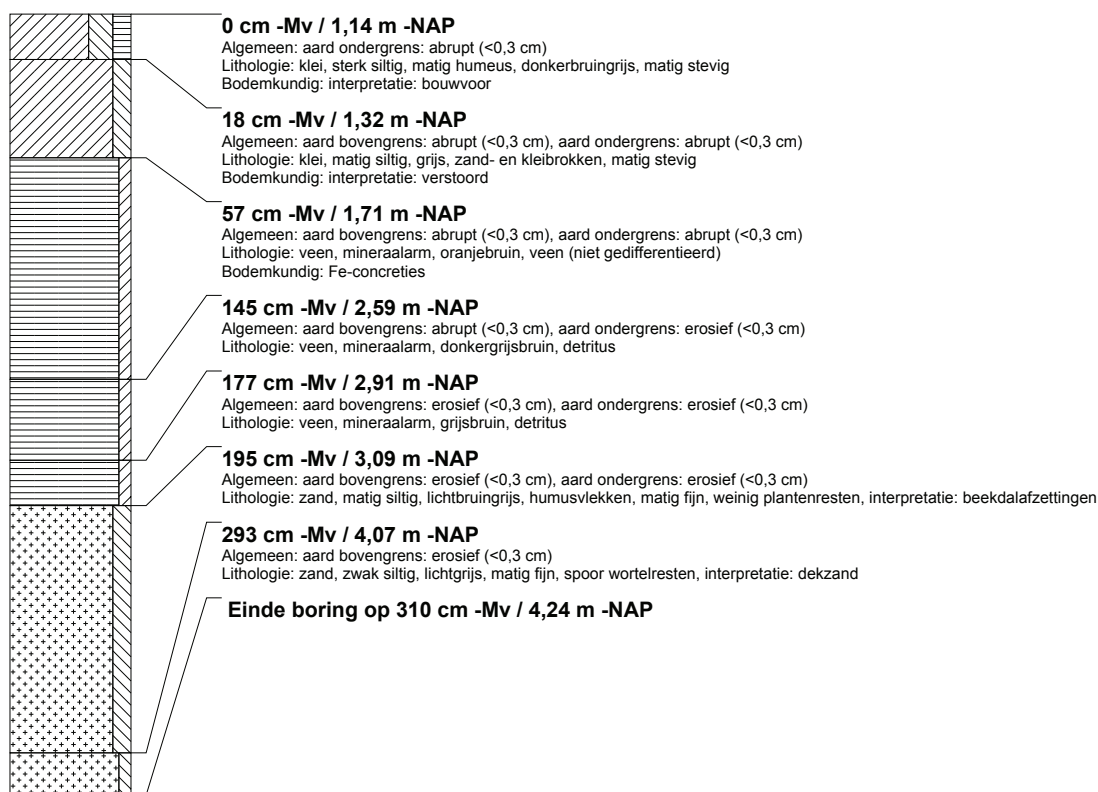 0 cm -Mv / 1,14 m -NAP
Algemeen: aard ondergrens: abrupt (<0,3 cm)
Lithologie: klei, sterk siltig, matig humeus, donkerbruingrijs, matig stevig
Bodemkundig: interpretatie: bouwvoor
18 cm -Mv / 1,32 m -NAP
Algemeen: aard bovengrens: abrupt (<0,3 cm), aard ondergrens: abrupt (<0,3 cm)
Lithologie: klei, matig siltig, grijs, zand- en kleibrokken, matig stevig
Bodemkundig: interpretatie: verstoord
57 cm -Mv / 1,71 m -NAP
Algemeen: aard bovengrens: abrupt (<0,3 cm), aard ondergrens: abrupt (<0,3 cm)
Lithologie: veen, mineraalarm, oranjebruin, veen (niet gedifferentieerd)
Bodemkundig: Fe-concreties
145 cm -Mv / 2,59 m -NAP
Algemeen: aard bovengrens: abrupt (<0,3 cm), aard ondergrens: erosief (<0,3 cm)
Lithologie: veen, mineraalarm, donkergrijsbruin, detritus
177 cm -Mv / 2,91 m -NAP
Algemeen: aard bovengrens: erosief (<0,3 cm), aard ondergrens: erosief (<0,3 cm)
Lithologie: veen, mineraalarm, grijsbruin, detritus
195 cm -Mv / 3,09 m -NAP
Algemeen: aard bovengrens: erosief (<0,3 cm), aard ondergrens: erosief (<0,3 cm)
Lithologie: zand, matig siltig, lichtbruingrijs, humusvlekken, matig fijn, weinig plantenresten, interpretatie: beekdalafzettingen
293 cm -Mv / 4,07 m -NAP
Algemeen: aard bovengrens: erosief (<0,3 cm)
Lithologie: zand, zwak siltig, lichtgrijs, matig fijn, spoor wortelresten, interpretatie: dekzand
Einde boring op 310 cm -Mv / 4,24 m -NAP